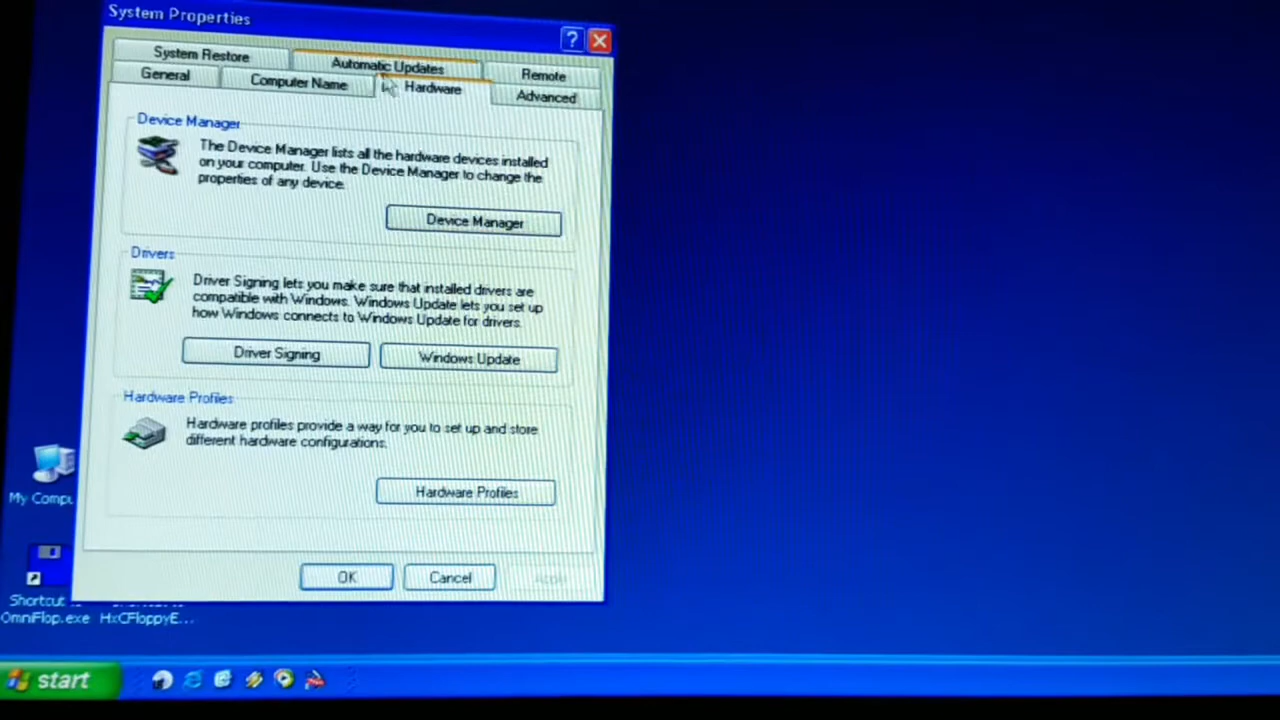 System Properties
System Restore
Automatic Updates
Remote
General
Computer Name
Hardware
Advanced
Device Manager
The Device Manager lists all the hardware devices installed
on your computer. Use the Device Manager to change the
properties of any device.
Device Manager
Drivers
Driver Signing lets you make sure that installed drivers are
compatible with Windows. Windows Update lets you set up
how Windows connects to Windows Update for drivers.
Driver Signing
Windows Update
Hardware Profiles
Hardware profiles provide a way for you to set up and store
different hardware configurations.
Hardware Profiles
OK
Cancel
Apply
My Compu
Shortcut
OmniFlop.exe
HxCFloppyE...
start